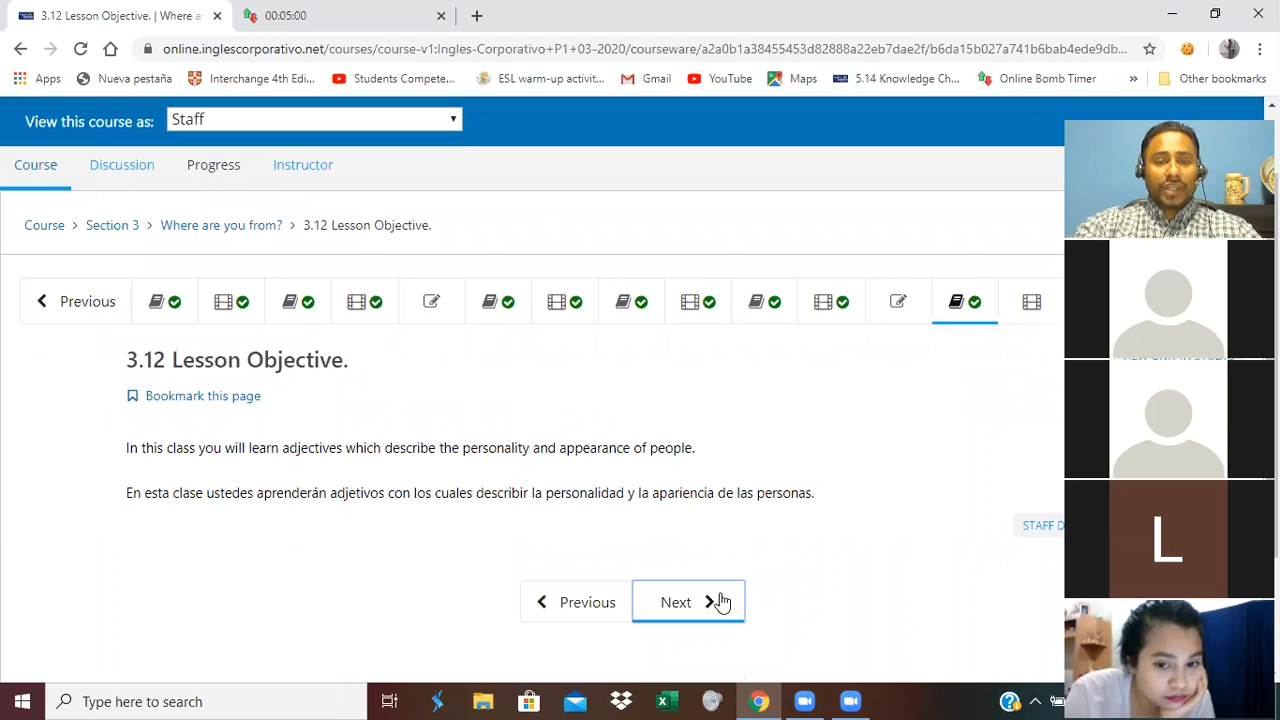 3.12 Lesson Objective. | Where a
00:05:00
online.inglescorporativo.net/courses/course-v1:Ingles-Corporativo+P1+03-2020/courseware/a2a0b1a38455453d82888a22eb7dae2f/b6da15b027a741b6bab4ede9db...
Apps Nueva pestaña Interchange 4th Edi... Students Compete... ESL warm-up activit... Gmail YouTube Maps 5.14 Knowledge Ch... Online Bomb Timer » Other bookmarks
View this course as: Staff
Course Discussion Progress Instructor
Course > Section 3 > Where are you from? > 3.12 Lesson Objective.
Previous
3.12 Lesson Objective.
Bookmark this page
In this class you will learn adjectives which describe the personality and appearance of people.
En esta clase ustedes aprenderán adjetivos con los cuales describir la personalidad y la apariencia de las personas.
STAFF D
L
Previous Next
Type here to search